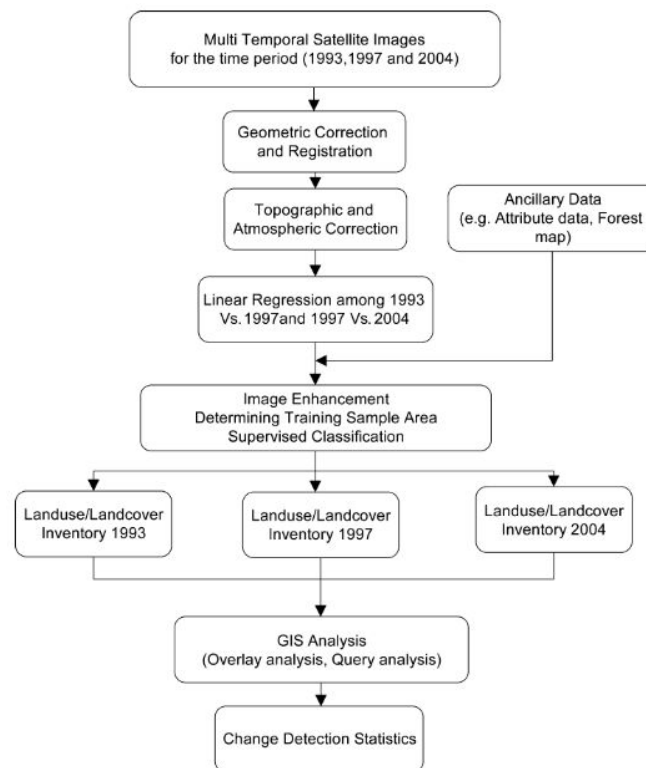 Multi Temporal Satellite Images
for the time period (1993,1997 and 2004)
Geometric Correction
and Registration
Topographic and
Atmospheric Correction
Ancillary Data
(e.g. Attribute data, Forest
map)
Linear Regression among 1993
Vs.1997and 1997 Vs.2004
Image Enhancement
Determining Training Sample Area
Supervised Classification
Landuse/Landcover
Inventory 1993
Landuse/Landcover
Inventory 1997
Landuse/Landcover
Inventory 2004
GIS Analysis
(Overlay analysis, Query analysis)
Change Detection Statistics